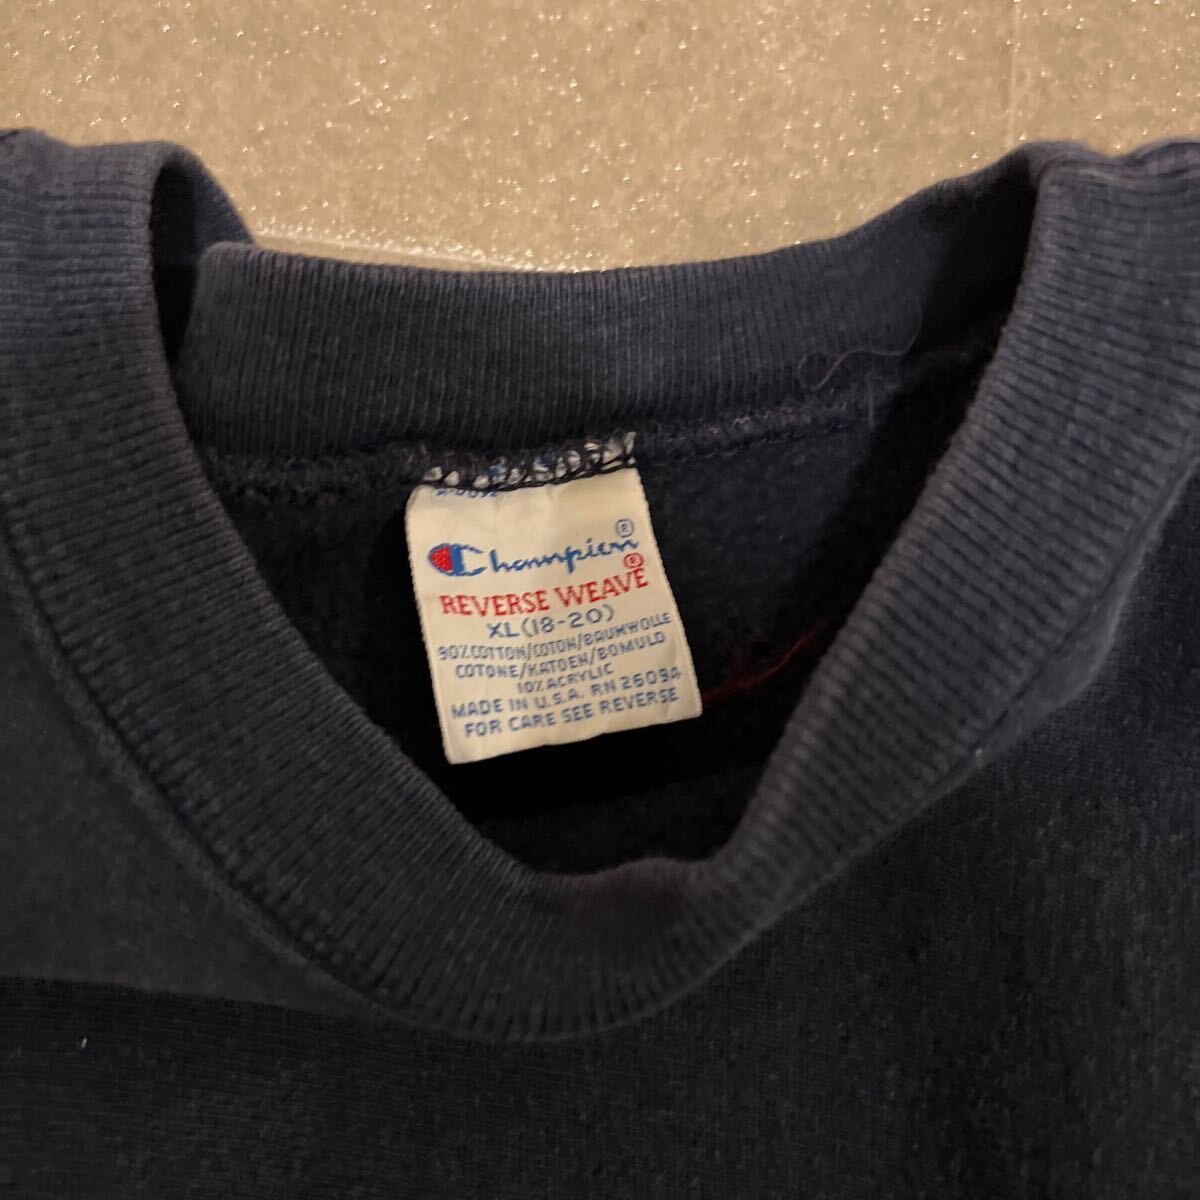 Champion®
REVERSE WEAVE®
XL (18-20)
90% COTTON/COTON/BAUMWOLLE
COTONE/KATOEN/BOMULD
10% ACRYLIC
MADE IN U.S.A. RN 26094
FOR CARE SEE REVERSE